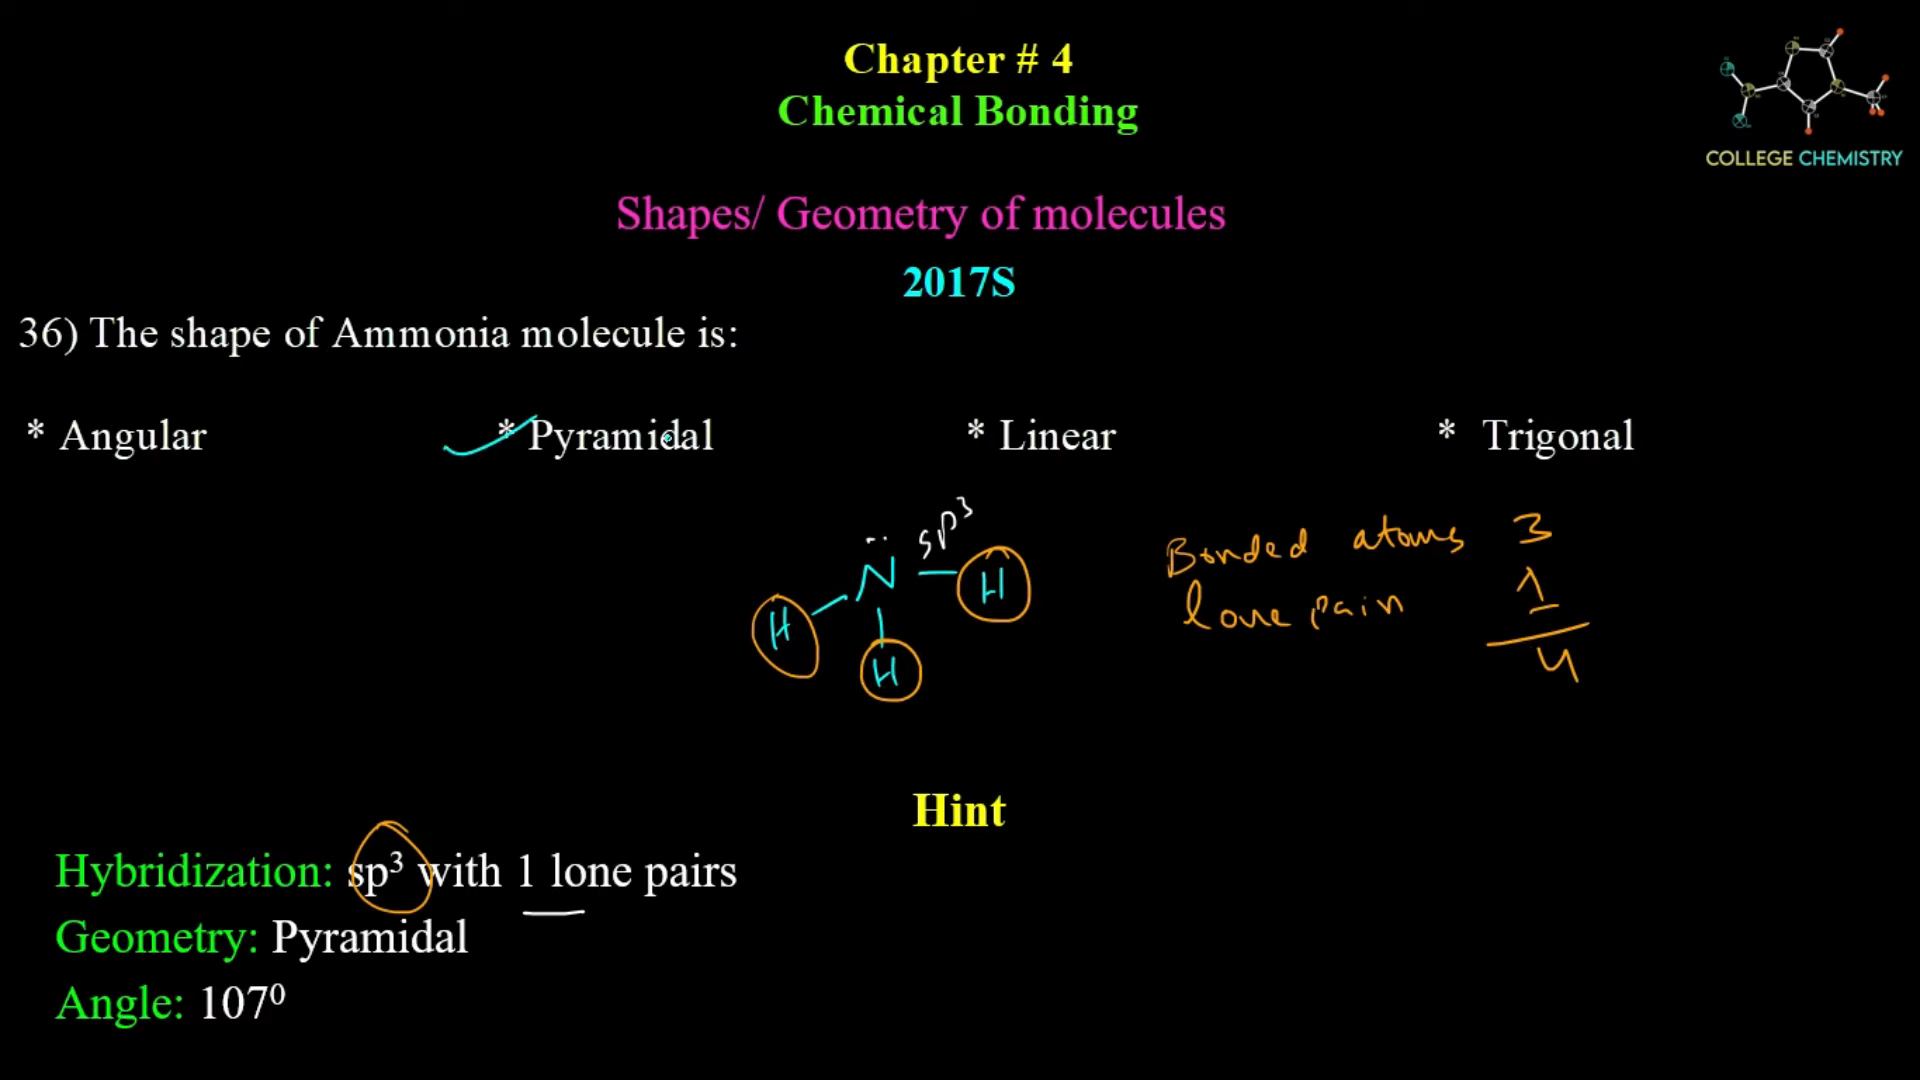 Chapter # 4
Chemical Bonding
COLLEGE CHEMISTRY
Shapes/ Geometry of molecules
2017S
36) The shape of Ammonia molecule is:
* Angular * Pyramidal * Linear * Trigonal
sp³
N H
H
H
Bonded atoms 3
lone pair 1
4
Hint
Hybridization: sp³ with 1 lone pairs
Geometry: Pyramidal
Angle: 107⁰